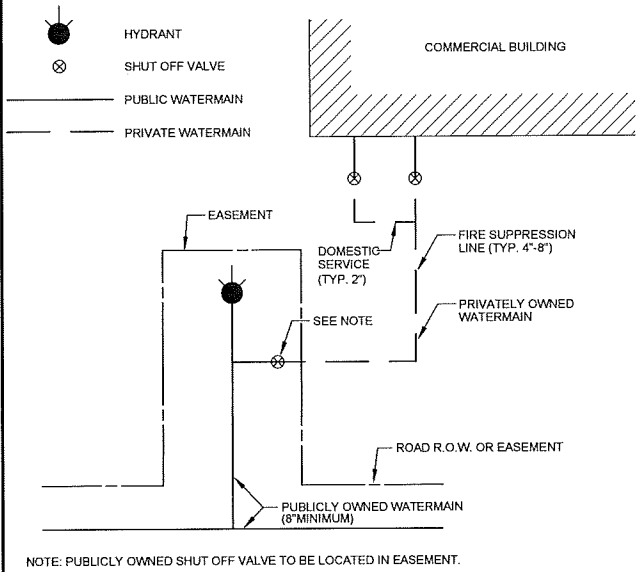 HYDRANT
SHUT OFF VALVE
PUBLIC WATERMAIN
PRIVATE WATERMAIN
COMMERCIAL BUILDING
EASEMENT
DOMESTIC
SERVICE
(TYP. 2")
FIRE SUPPRESSION
LINE (TYP. 4"-8")
PRIVATELY OWNED
WATERMAIN
SEE NOTE
ROAD R.O.W. OR EASEMENT
PUBLICLY OWNED WATERMAIN
(8"MINIMUM)
NOTE: PUBLICLY OWNED SHUT OFF VALVE TO BE LOCATED IN EASEMENT.